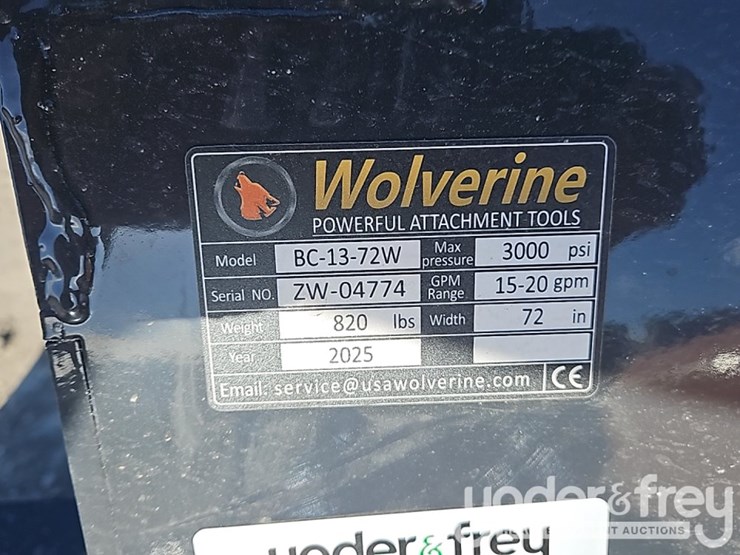 Wolverine
POWERFUL ATTACHMENT TOOLS
Model BC-13-72W Max pressure 3000 psi
Serial NO. ZW-04774 GPM Range 15-20 gpm
Weight 820 lbs Width 72 in
Year 2025
Email: service@usawolverine.com CE
yoder&frey
yoder&frey
AUCTIONS